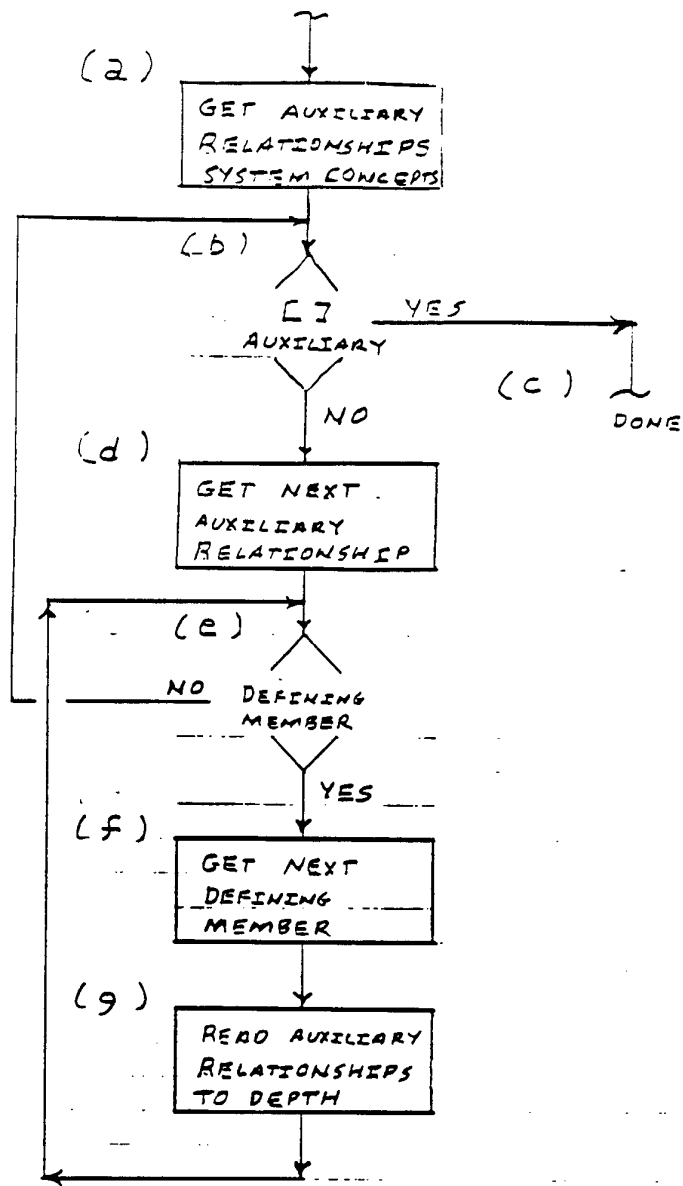 (a)
GET AUXILIARY
RELATIONSHIPS
SYSTEM CONCEPTS
(b)
[ ]
AUXILIARY
YES
(c)
DONE
NO
(d)
GET NEXT
AUXILIARY
RELATIONSHIP
(e)
NO
DEFINING
MEMBER
YES
(f)
GET NEXT
DEFINING
MEMBER
(g)
READ AUXILIARY
RELATIONSHIPS
TO DEPTH